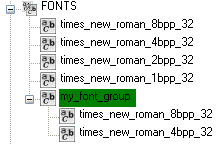 FONTS
times_new_roman_8bpp_32
times_new_roman_4bpp_32
times_new_roman_2bpp_32
times_new_roman_1bpp_32
my_font_group
times_new_roman_8bpp_32
times_new_roman_4bpp_32